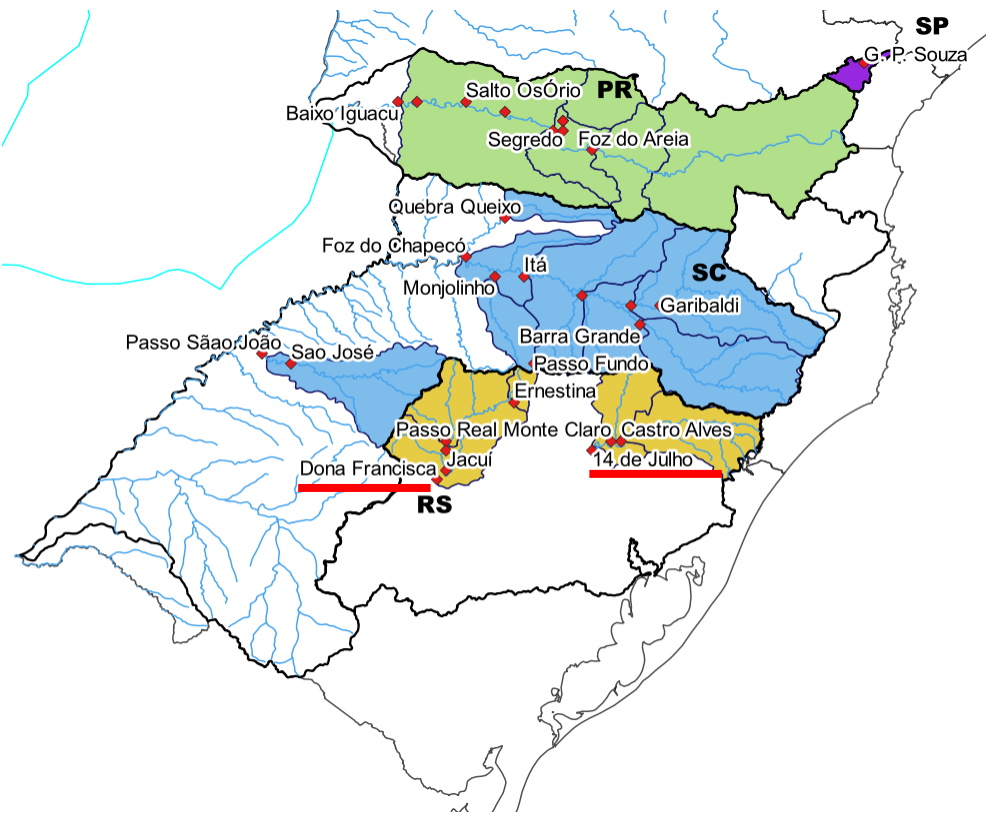 SP
G. P. Souza
Salto OsÓrio
PR
Baixo Iguacu
Segredo
Foz do Areia
Quebra Queixo
Foz do Chapecó
Itá
SC
Monjolinho
Garibaldi
Barra Grande
Passo Sãao João
Sao José
Passo Fundo
Ernestina
Passo Real
Monte Claro
Castro Alves
Jacuí
14 de Julho
Dona Francisca
RS